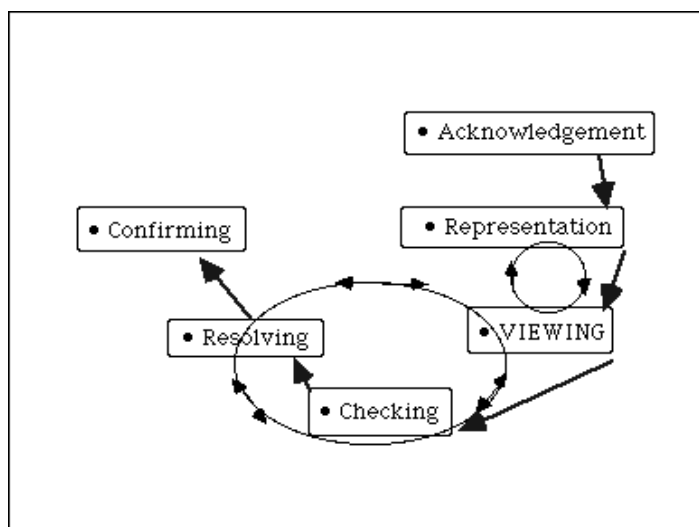 • Acknowledgement
• Confirming
• Representation
• Resolving
• VIEWING
• Checking